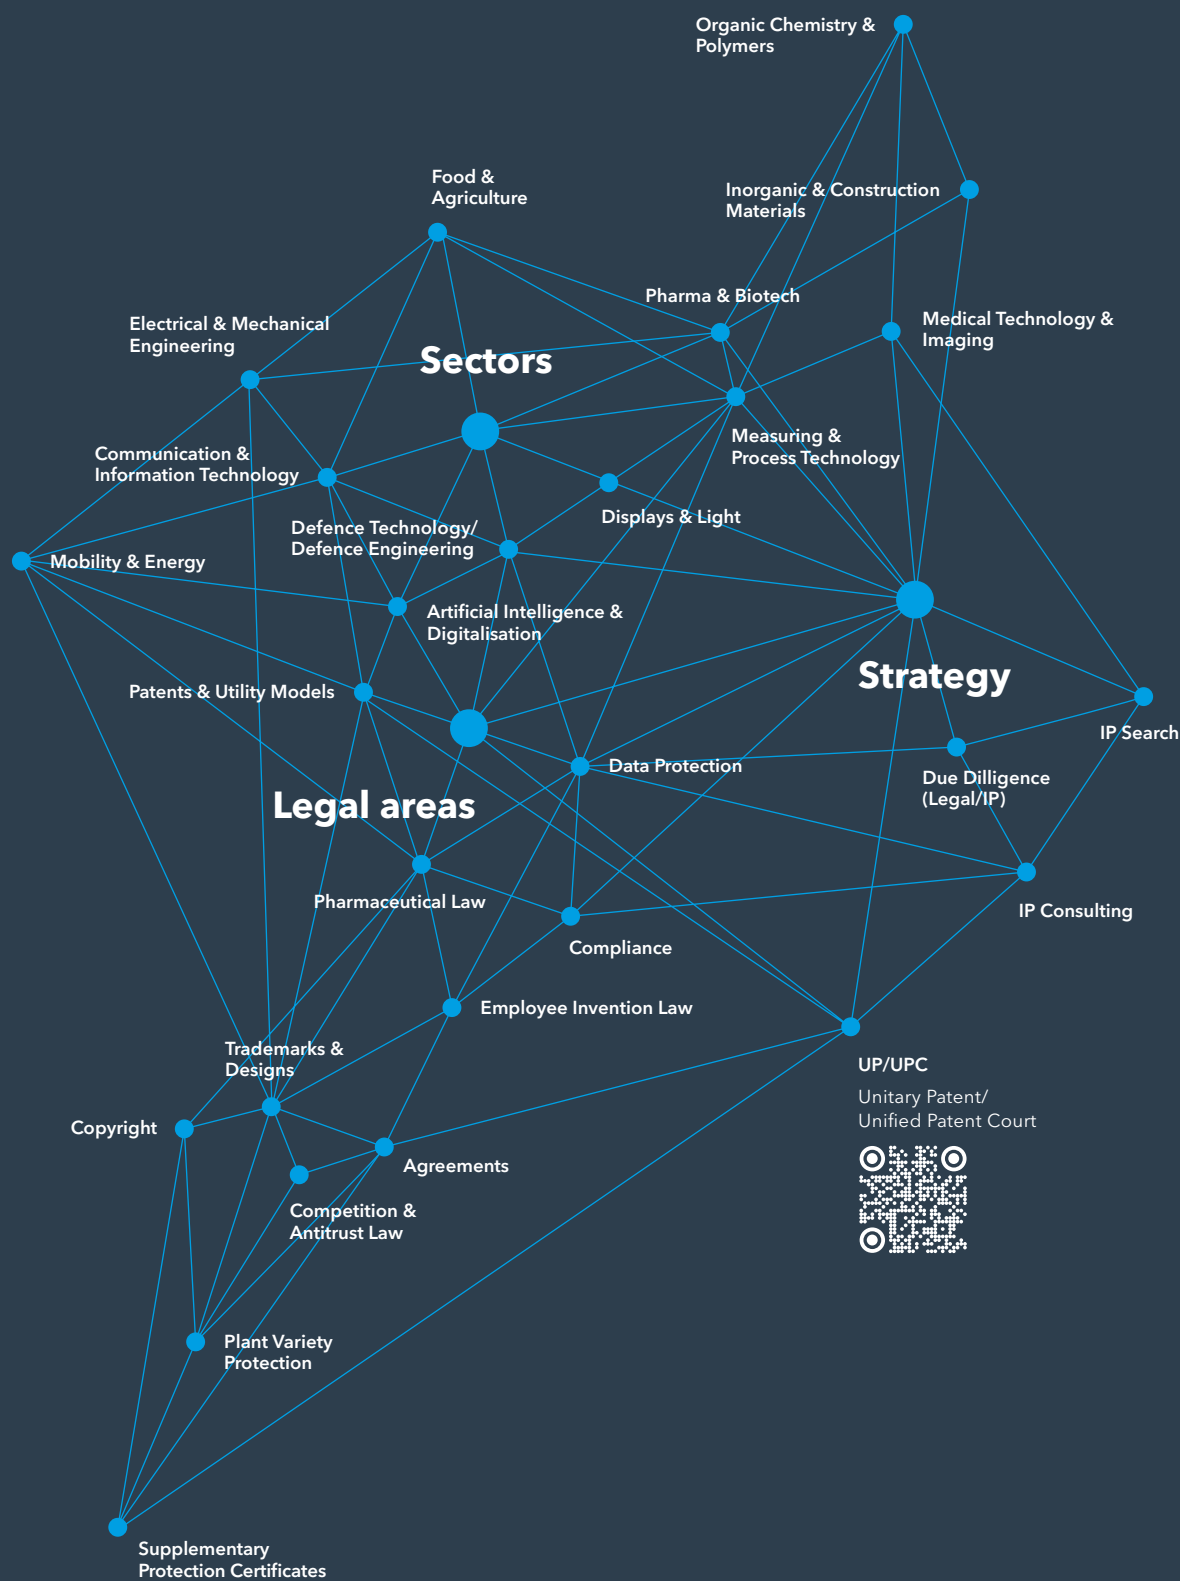 Organic Chemistry &
Polymers
Food &
Agriculture
Inorganic & Construction
Materials
Pharma & Biotech
Electrical & Mechanical
Engineering
Medical Technology &
Imaging
Sectors
Measuring &
Process Technology
Communication &
Information Technology
Displays & Light
Defence Technology/
Defence Engineering
Mobility & Energy
Artificial Intelligence &
Digitalisation
Strategy
Patents & Utility Models
IP Search
Data Protection
Due Dilligence
(Legal/IP)
Legal areas
Pharmaceutical Law
IP Consulting
Compliance
Employee Invention Law
Trademarks &
Designs
UP/UPC
Unitary Patent/
Unified Patent Court
Copyright
Agreements
Competition &
Antitrust Law
Plant Variety
Protection
Supplementary
Protection Certificates